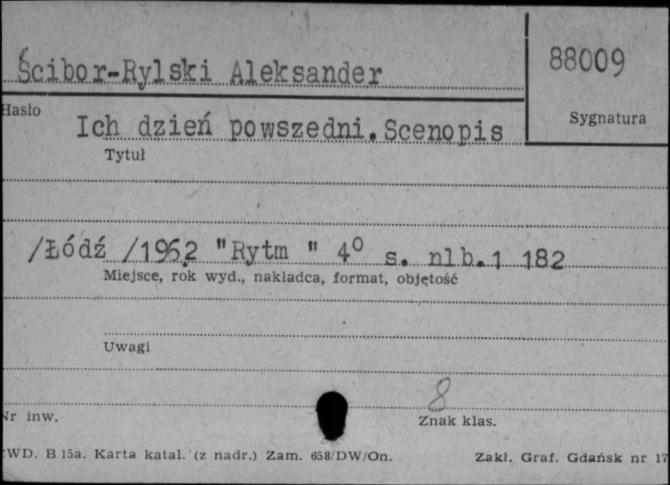 Ścibor-Rylski Aleksander
88009
Hasło
Sygnatura
Ich dzień powszedni. Scenopis
Tytuł
/Łódź /1962 "Rytm " 4° s. nlb.1 182
Miejsce, rok wyd., nakładca, format, objętość
Uwagi
8
Nr inw.
Znak klas.
WD. B 15a. Karta katal. (z nadr.) Zam. 658/DW/On.
Zakł. Graf. Gdańsk nr 17